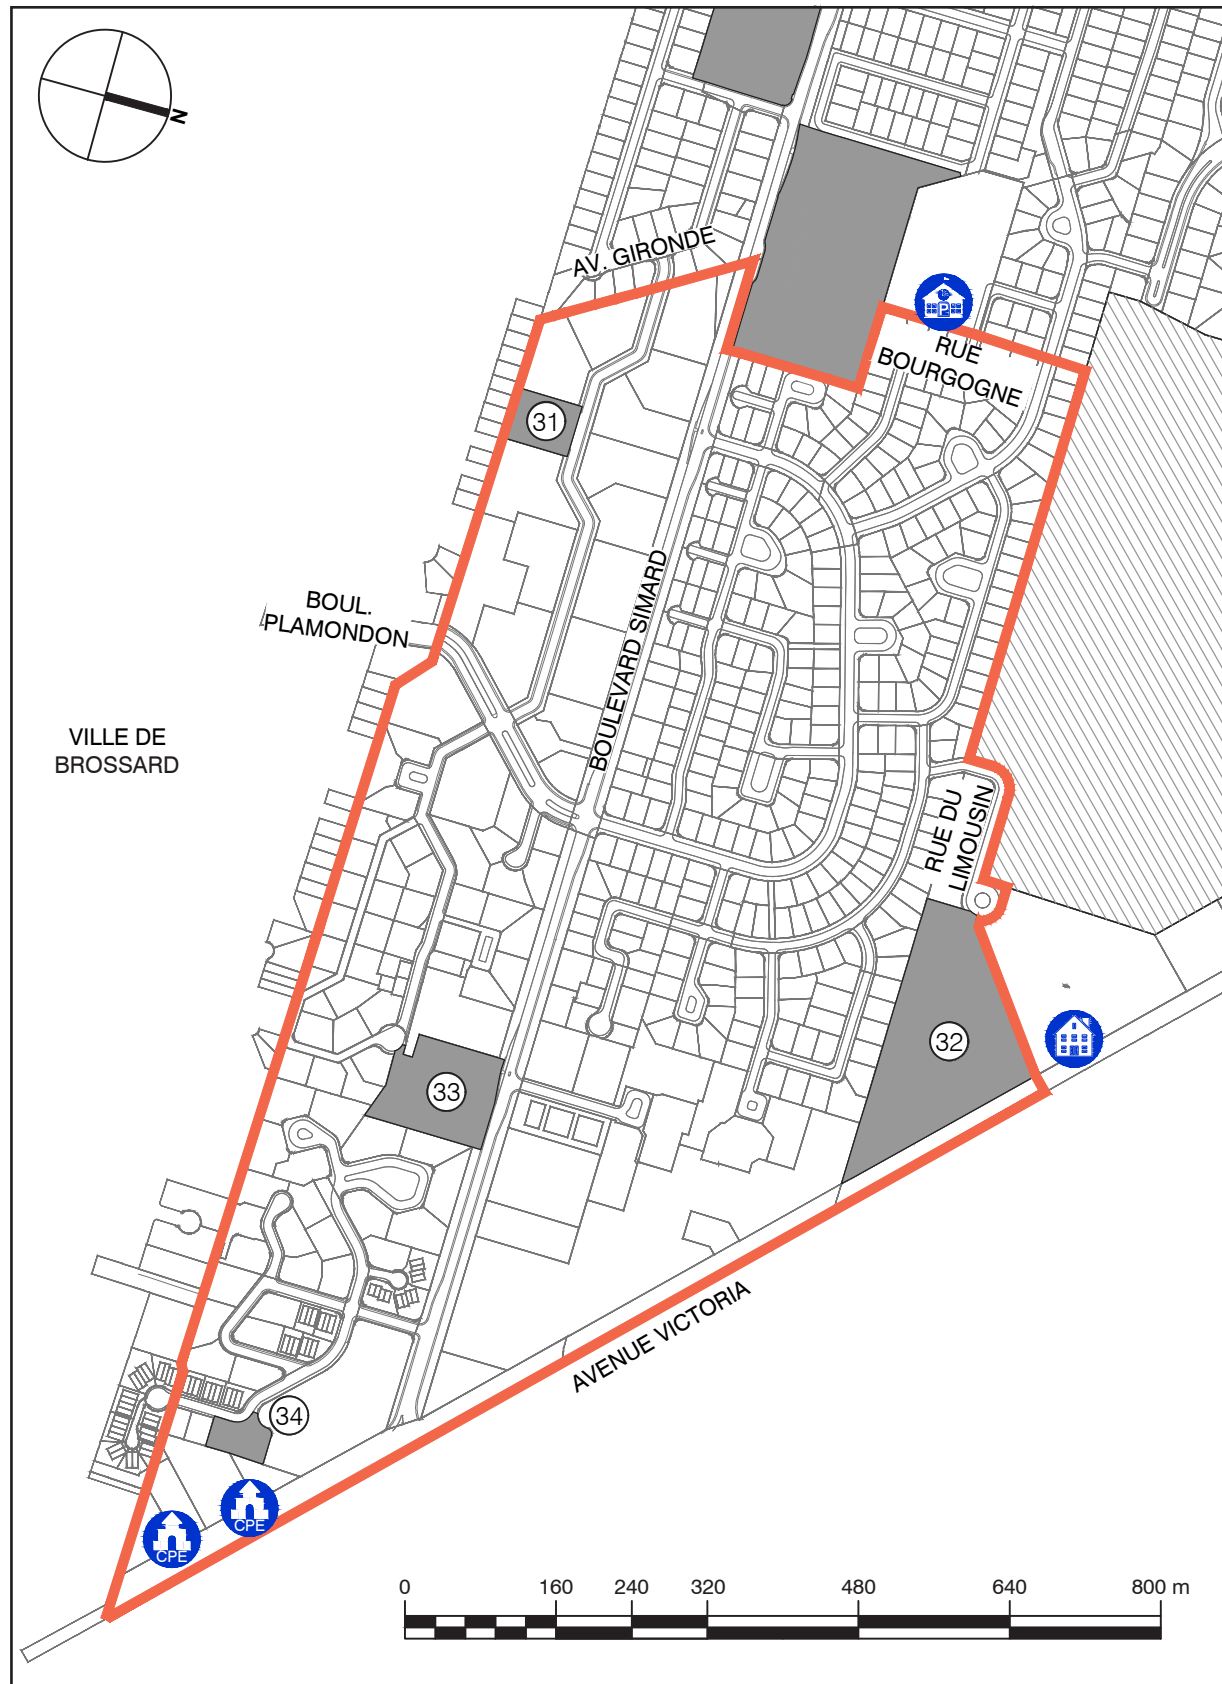 N
AV. GIRONDE
P
RUE
BOURGOGNE
31
BOUL.
PLAMONDON
BOULEVARD SIMARD
VILLE DE
BROSSARD
RUE DU
LIMOUSIN
32
33
AVENUE VICTORIA
34
CPE
CPE
0 160 240 320 480 640 800 m